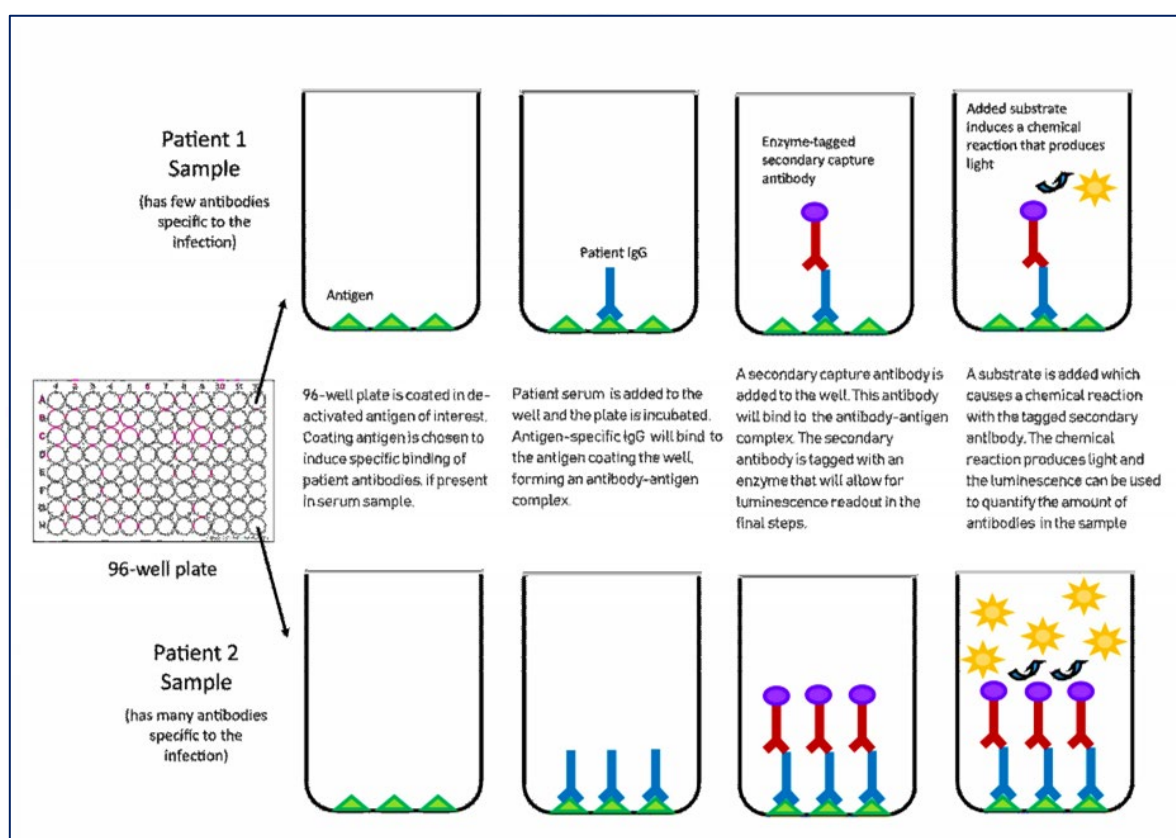 Patient 1
Sample
(has few antibodies
specific to the
infection)
Antigen
Patient IgG
Enzyme-tagged
secondary capture
antibody
Added substrate
induces a chemical
reaction that produces
light
A
B
C
D
E
F
G
H
96-well plate
96-well plate is coated in de-
activated antigen of interest.
Coating antigen is chosen to
induce specific binding of
patient antibodies, if present
in serum sample.
Patient serum is added to the
well and the plate is incubated.
Antigen-specific IgG will bind to
the antigen coating the well,
forming an antibody-antigen
complex.
A secondary capture antibody is
added to the well. This antibody
will bind to the antibody-antigen
complex. The secondary
antibody is tagged with an
enzyme that will allow for
luminescence readout in the
final steps.
A substrate is added which
causes a chemical reaction
with the tagged secondary
antibody. The chemical
reaction produces light and
the luminescence can be used
to quantify the amount of
antibodies in the sample
Patient 2
Sample
(has many antibodies
specific to the
infection)